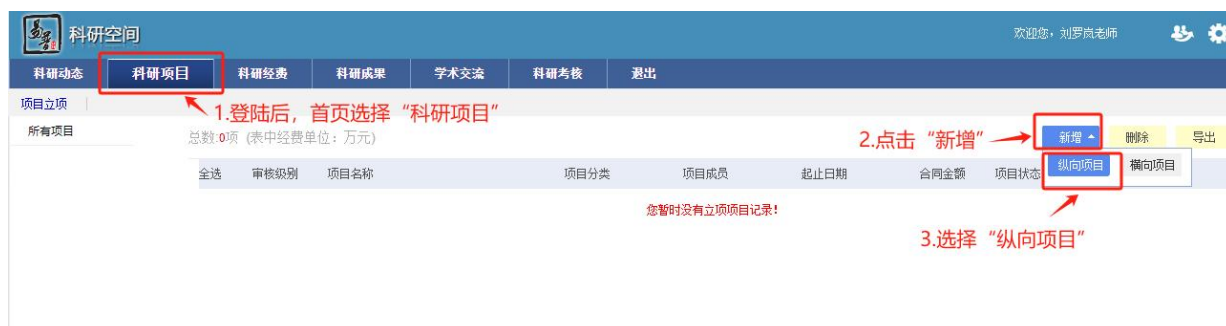 易普 科研空间
欢迎您，刘罗岚老师
科研动态 科研项目 科研经费 科研成果 学术交流 科研考核 退出
项目立项
1.登陆后，首页选择“科研项目”
所有项目
总数:0项 (表中经费单位：万元)
2.点击“新增”
新增 删除 导出
纵向项目 横向项目
全选 审核级别 项目名称 项目分类 项目成员 起止日期 合同金额 项目状态
您暂时没有立项项目记录！
3.选择“纵向项目”